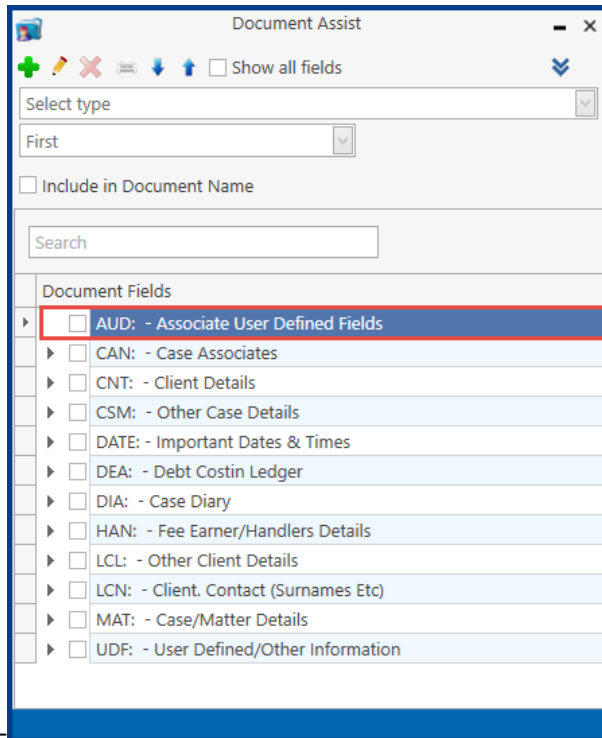 Document Assist
Show all fields
Select type
First
Include in Document Name
Search
Document Fields
AUD: - Associate User Defined Fields
CAN: - Case Associates
CNT: - Client Details
CSM: - Other Case Details
DATE: - Important Dates & Times
DEA: - Debt Costin Ledger
DIA: - Case Diary
HAN: - Fee Earner/Handlers Details
LCL: - Other Client Details
LCN: - Client. Contact (Surnames Etc)
MAT: - Case/Matter Details
UDF: - User Defined/Other Information